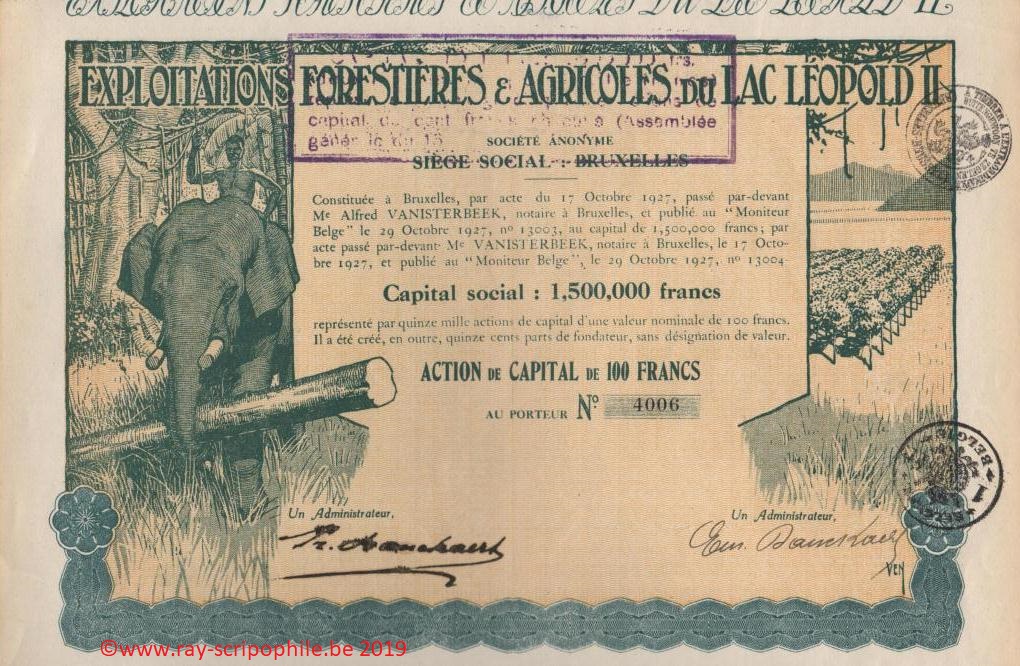 EXPLOITATIONS FORESTIÈRES & AGRICOLES DU LAC LÉOPOLD II
capital de cent francs (Assemblée
SOCIÉTÉ ANONYME
SIÈGE SOCIAL : BRUXELLES
Constituée à Bruxelles, par acte du 17 Octobre 1927, passé par-devant
Me Alfred VANISTERBEEK, notaire à Bruxelles, et publié au "Moniteur
Belge" le 29 Octobre 1927, no 13003, au capital de 1,500,000 francs; par
acte passé par-devant Me VANISTERBEEK, notaire à Bruxelles, le 17 Octo-
bre 1927, et publié au "Moniteur Belge", le 29 Octobre 1927, no 13004
Capital social : 1,500,000 francs
représenté par quinze mille actions de capital d'une valeur nominale de 100 francs.
Il a été créé, en outre, quinze cents parts de fondateur, sans désignation de valeur.
ACTION DE CAPITAL DE 100 FRANCS
AU PORTEUR No 4006
BELGIE
1
Un Administrateur,
Un Administrateur,
VEN
©www.ray-scripophile.be 2019